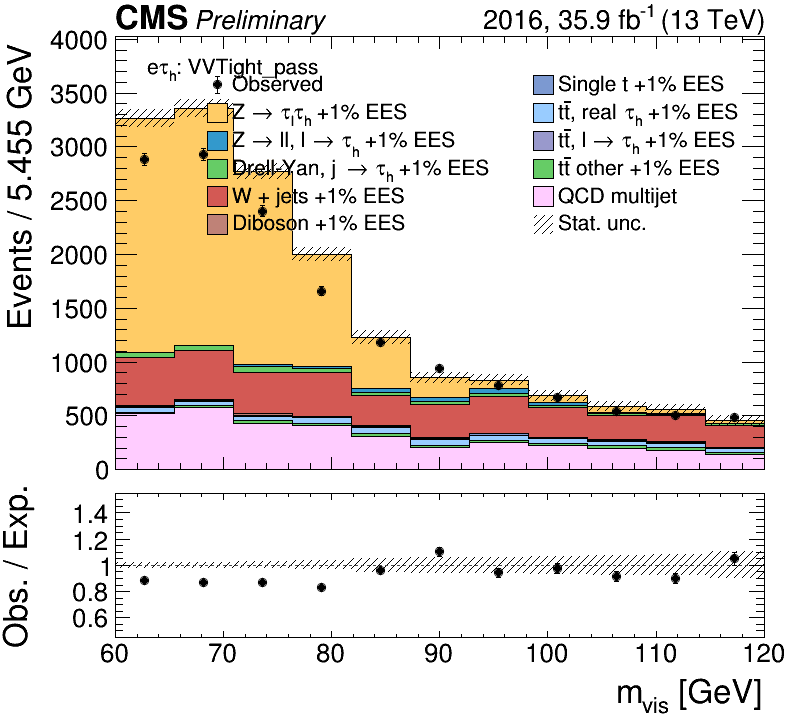 CMS Preliminary 2016, 35.9 fb⁻¹ (13 TeV)
Events / 5.455 GeV
4000
3500
3000
2500
2000
1500
1000
500
0
eτh: VVTight_pass
Observed
Z → τlτh +1% EES
Z → ll, l → τh +1% EES
Drell-Yan, j → τh +1% EES
W + jets +1% EES
Diboson +1% EES
Single t +1% EES
tt̄, real τh +1% EES
tt̄, l → τh +1% EES
tt̄ other +1% EES
QCD multijet
Stat. unc.
Obs. / Exp.
1.4
1.2
1
0.8
0.6
60 70 80 90 100 110 120
mvis [GeV]